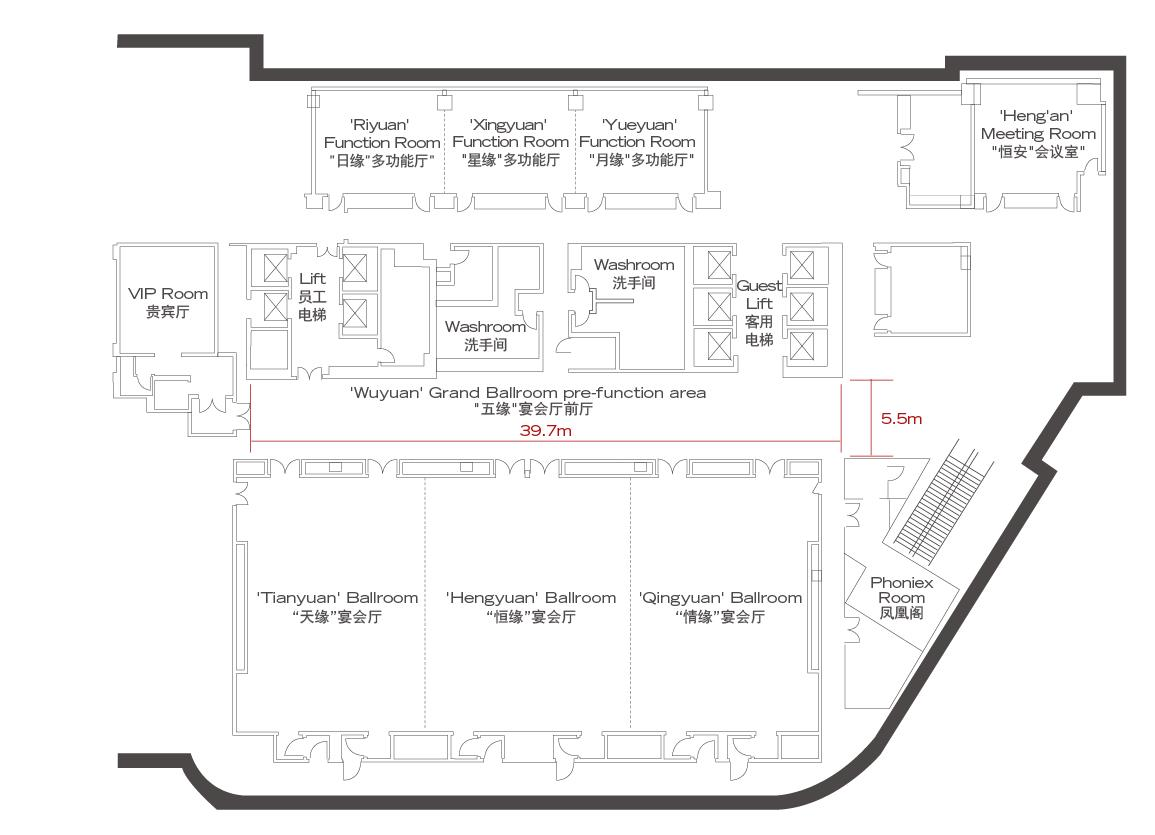 'Riyuan'
Function Room
"日缘"多功能厅"
'Xingyuan'
Function Room
"星缘"多功能厅
'Yueyuan'
Function Room
"月缘"多功能厅"
'Heng'an'
Meeting Room
"恒安"会议室"
VIP Room
贵宾厅
Lift
员工
电梯
Washroom
洗手间
Washroom
洗手间
Guest
Lift
客用
电梯
'Wuyuan' Grand Ballroom pre-function area
"五缘"宴会厅前厅
39.7m
5.5m
'Tianyuan' Ballroom
“天缘”宴会厅
'Hengyuan' Ballroom
“恒缘”宴会厅
'Qingyuan' Ballroom
“情缘”宴会厅
Phoniex
Room
凤凰阁